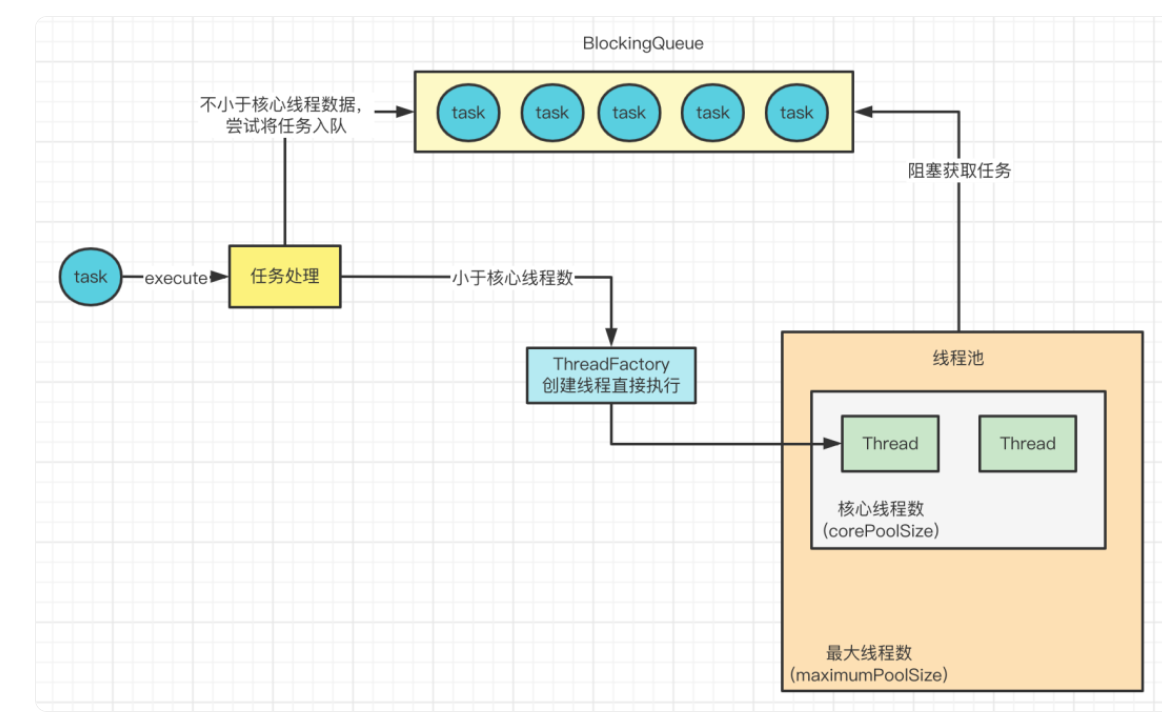 BlockingQueue
不小于核心线程数据，
尝试将任务入队
task
task
task
task
task
阻塞获取任务
task
execute
任务处理
小于核心线程数
ThreadFactory
创建线程直接执行
线程池
Thread
Thread
核心线程数
(corePoolSize)
最大线程数
(maximumPoolSize)